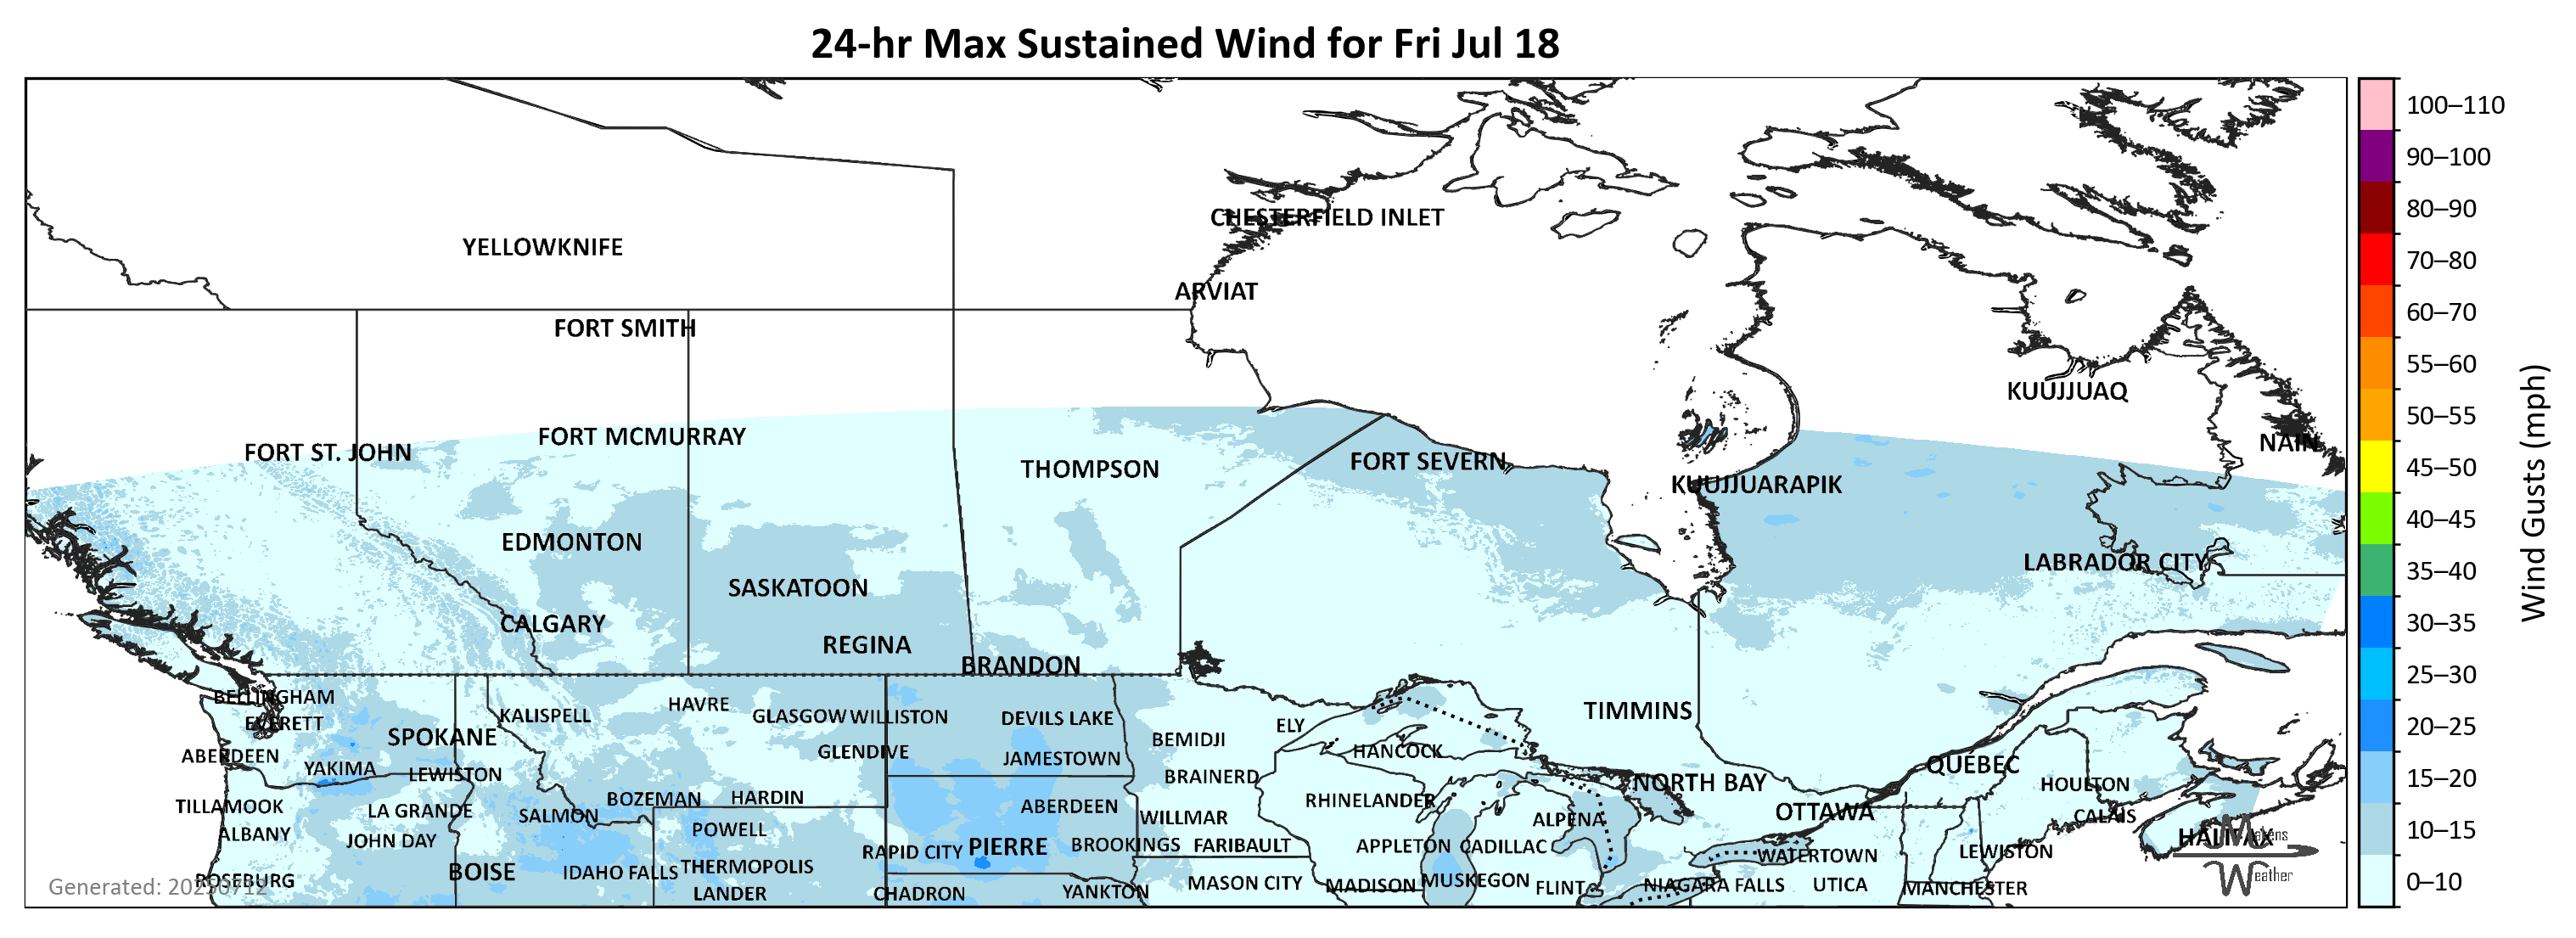 24-hr Max Sustained Wind for Fri Jul 18
100–110
90–100
CHESTERFIELD INLET
80–90
YELLOWKNIFE
70–80
ARVIAT
60–70
FORT SMITH
55–60
KUUJJUAQ
50–55
FORT MCMURRAY
NAIN
FORT ST. JOHN
FORT SEVERN
THOMPSON
45–50
KUUJJUARAPIK
40–45
EDMONTON
LABRADOR CITY
35–40
SASKATOON
CALGARY
30–35
REGINA
BRANDON
25–30
Wind Gusts (mph)
BELLINGHAM
HAVRE
TIMMINS
KALISPELL
GLASGOW WILLISTON
DEVILS LAKE
EVERETT
ELY
20–25
SPOKANE
BEMIDJI
GLENDIVE
HANCOCK
ABERDEEN
JAMESTOWN
QUÉBEC
YAKIMA
LEWISTON
BRAINERD
15–20
NORTH BAY
HOULTON
BOZEMAN
HARDIN
RHINELANDER
TILLAMOOK
LA GRANDE
ABERDEEN
OTTAWA
SALMON
WILLMAR
CALAIS
ALPENA
10–15
ALBANY
POWELL
HALIFAX
JOHN DAY
PIERRE
BROOKINGS
FARIBAULT
APPLETON
CADILLAC
RAPID CITY
LEWISTON
WATERTOWN
THERMOPOLIS
BOISE
IDAHO FALLS
Makens
Weather
ROSEBURG
MUSKEGON
0–10
MASON CITY
MADISON
FLINT
NIAGARA FALLS
UTICA
MANCHESTER
Generated: 20250712
LANDER
CHADRON
YANKTON